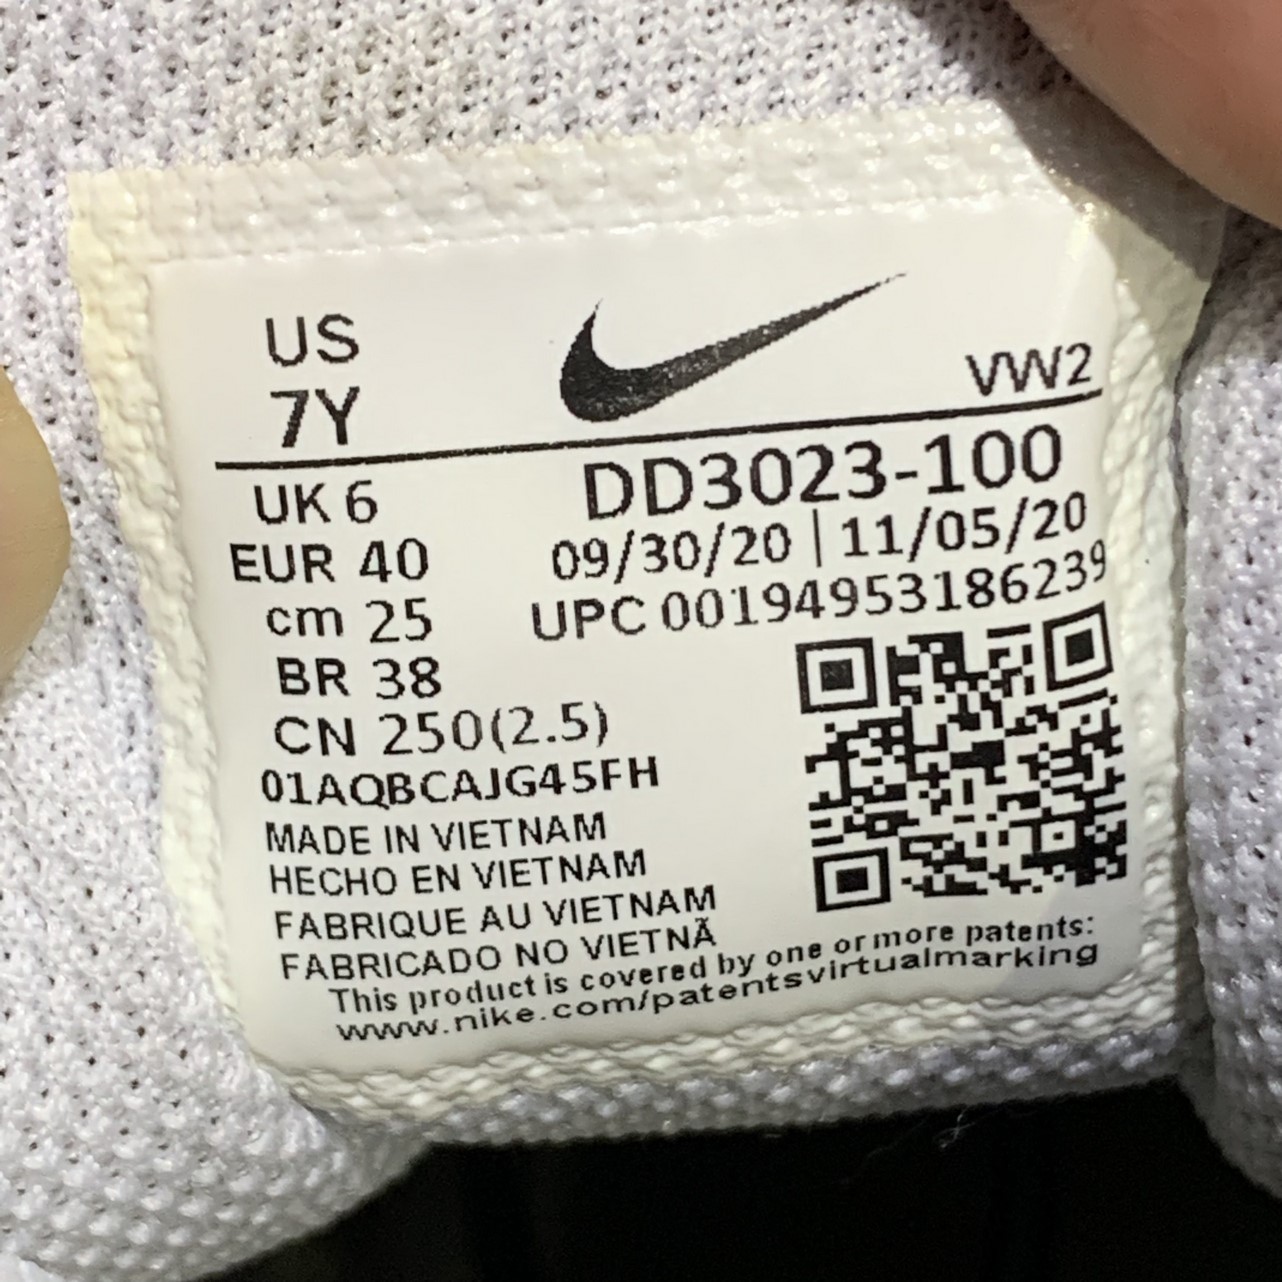 US
7Y
VW2
UK 6
EUR 40
cm 25
BR 38
CN 250(2.5)
DD3023-100
09/30/20 | 11/05/20
UPC 00194953186239
01AQBCAJG45FH
MADE IN VIETNAM
HECHO EN VIETNAM
FABRIQUE AU VIETNAM
FABRICADO NO VIETNÃ
This product is covered by one or more patents:
www.nike.com/patentsvirtualmarking